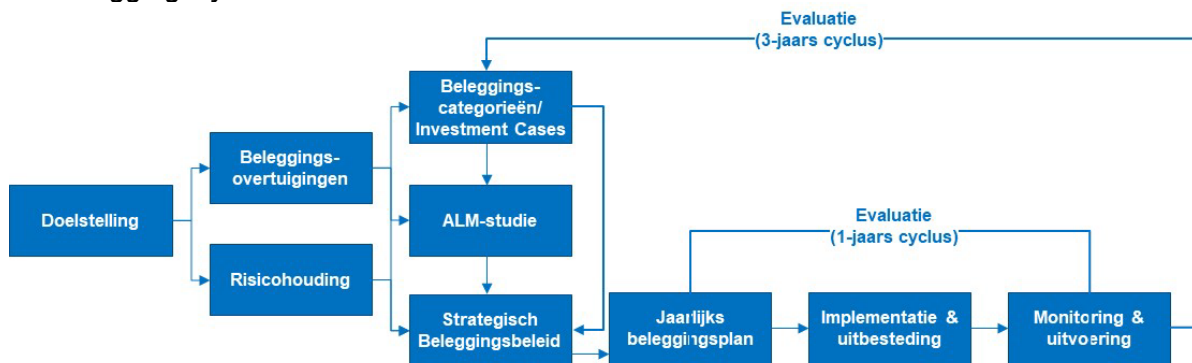 Evaluatie
(3-jaars cyclus)
Beleggings-
categorieën/
Investment Cases
Beleggings-
overtuigingen
Doelstelling
ALM-studie
Evaluatie
(1-jaars cyclus)
Risicohouding
Strategisch
Beleggingsbeleid
Jaarlijks
beleggingsplan
Implementatie &
uitbesteding
Monitoring &
uitvoering